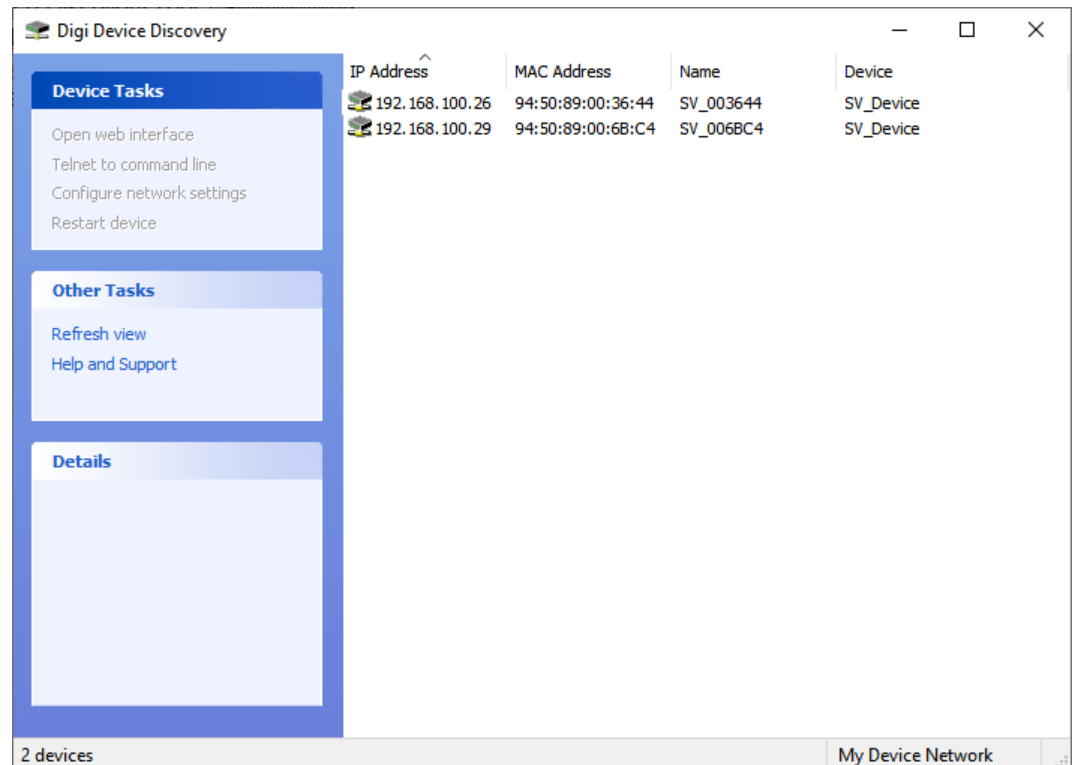 Digi Device Discovery
Device Tasks
Open web interface
Telnet to command line
Configure network settings
Restart device
Other Tasks
Refresh view
Help and Support
Details
IP Address MAC Address Name Device
192.168.100.26 94:50:89:00:36:44 SV_003644 SV_Device
192.168.100.29 94:50:89:00:6B:C4 SV_006BC4 SV_Device
2 devices My Device Network